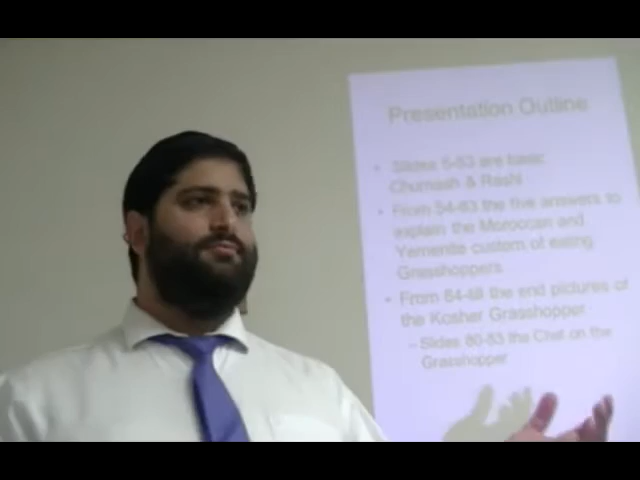 Presentation Outline
• Slides 5-53 are basic
Chumash & Rashi
• From 54-83 the five answers to
explain the Moroccan and
Yemenite custom of eating
Grasshoppers
• From 84-till the end pictures of
the Kosher Grasshopper
– Slides 80-83 the Chat on the
Grasshopper